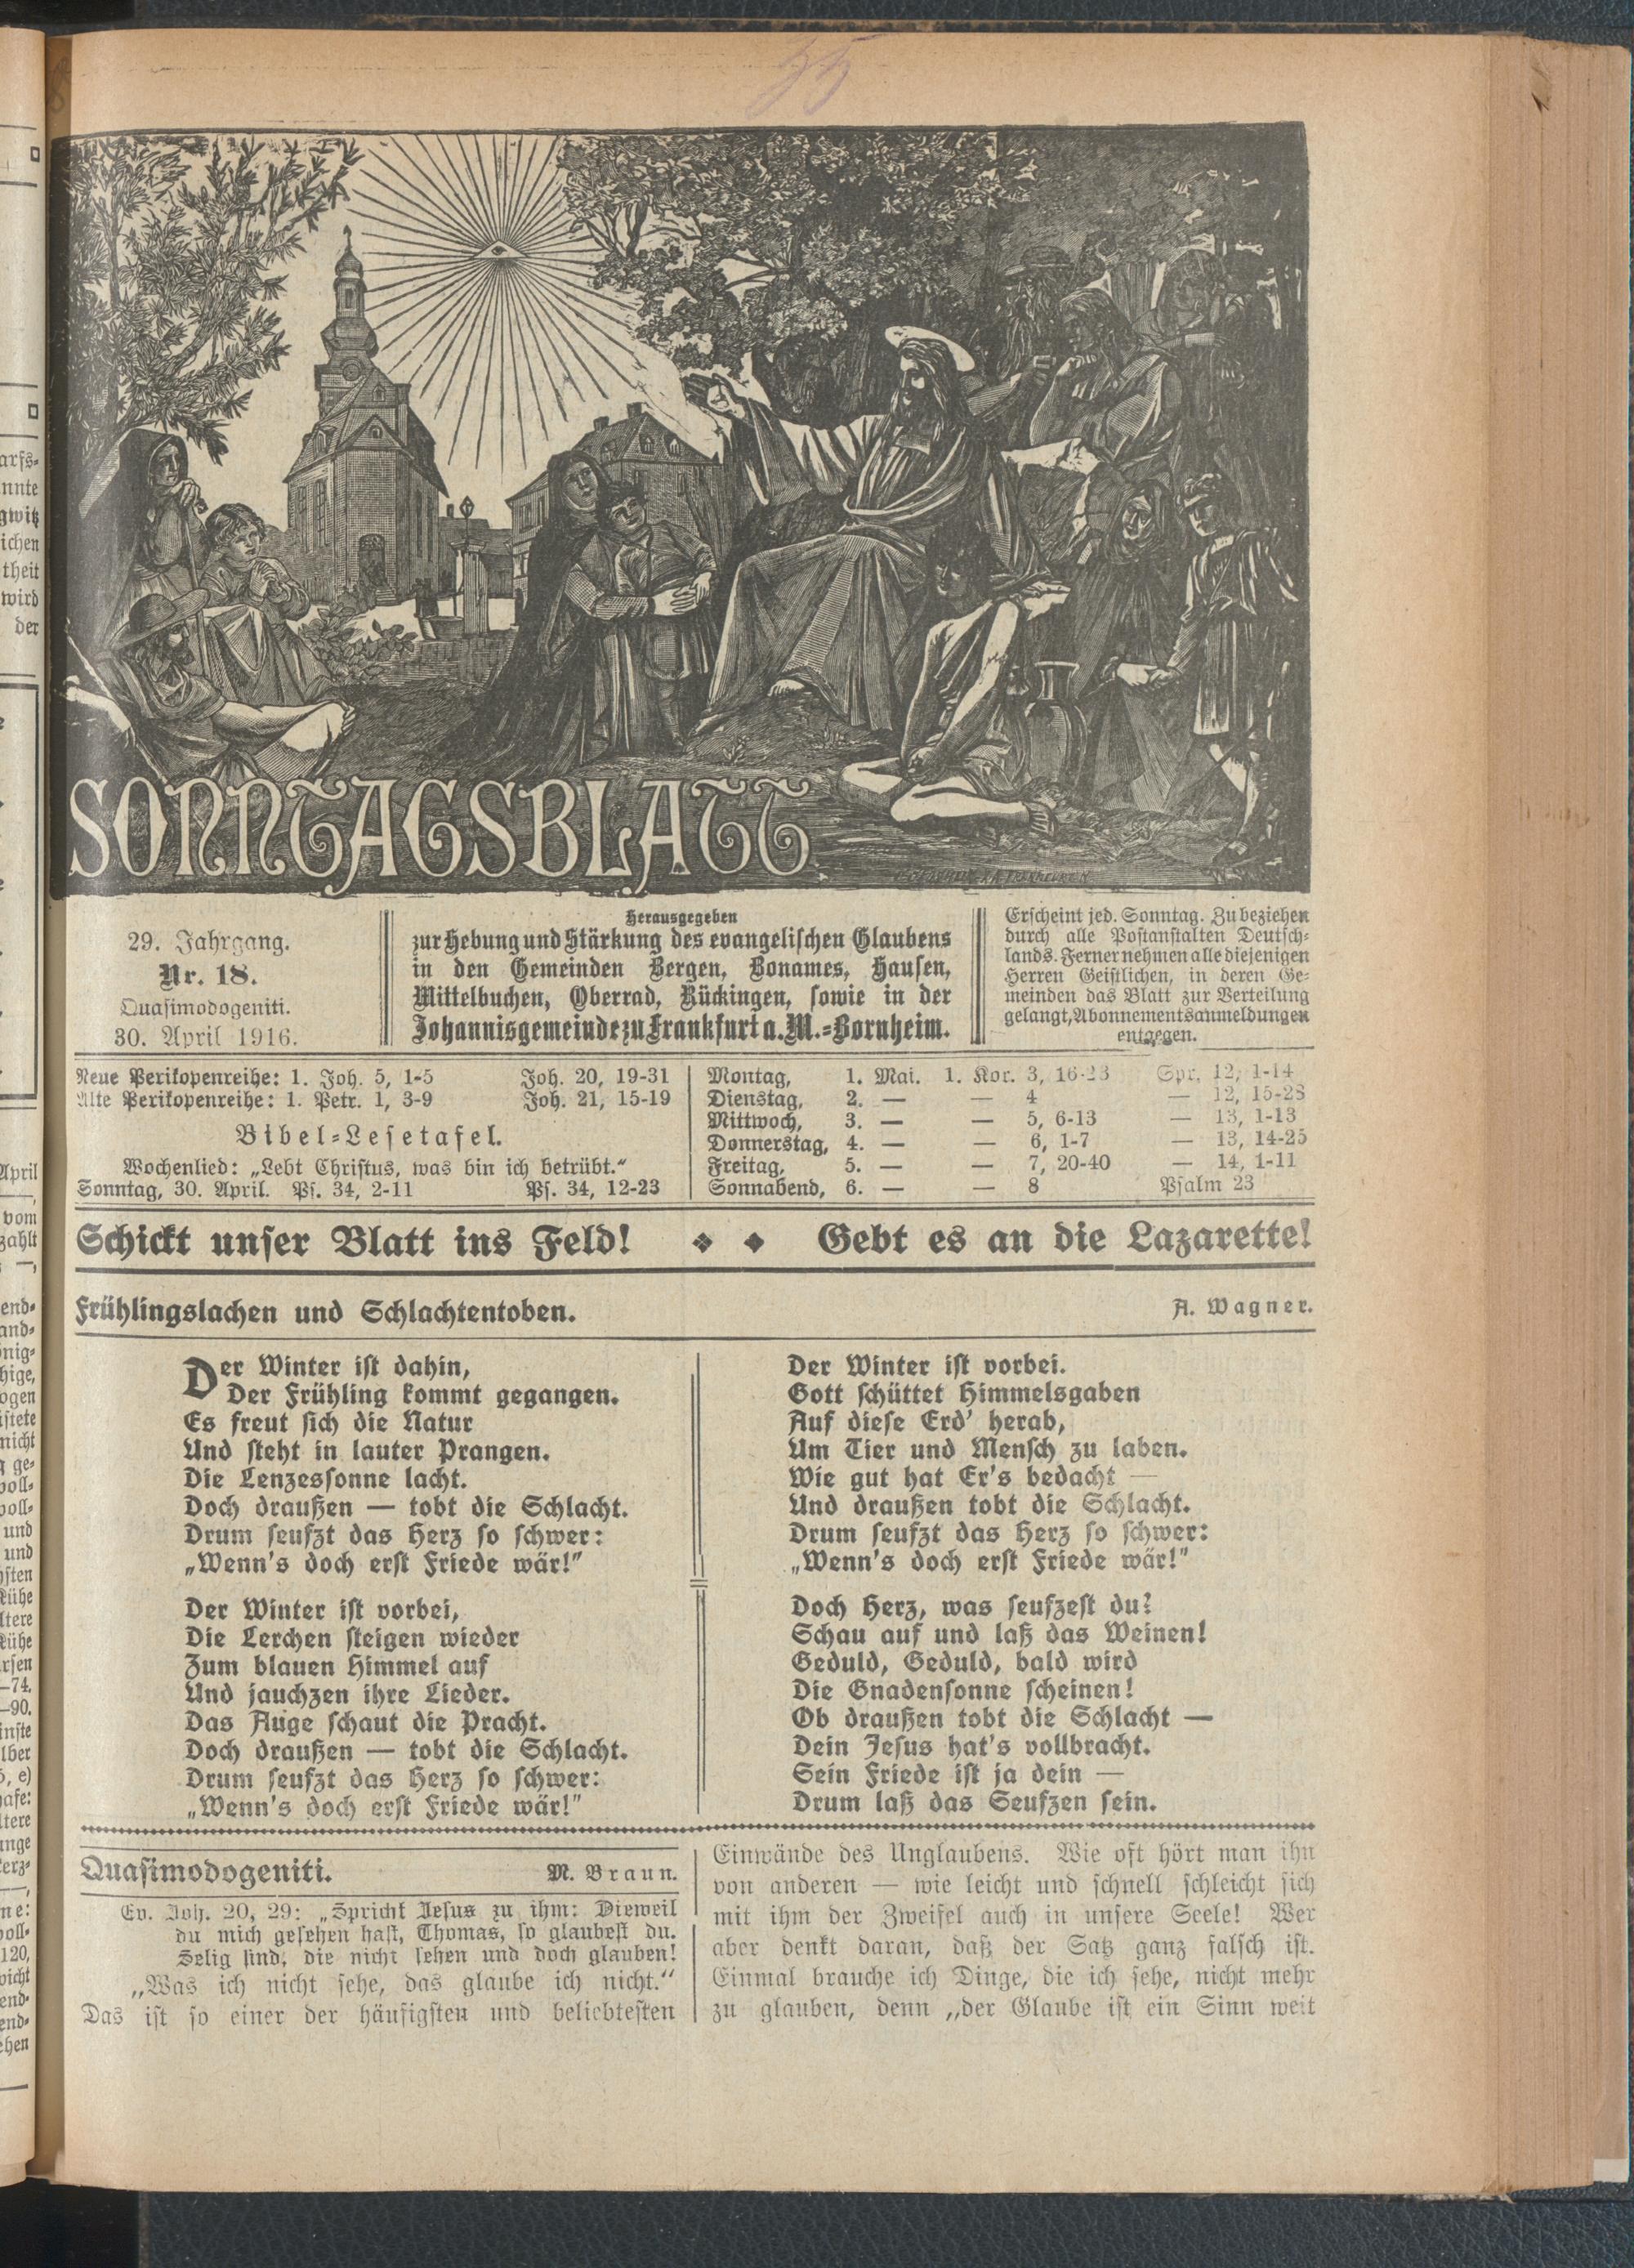 SONNTAGSBLATT
29. Jahrgang.
Nr. 18.
Quasimodogeniti.
30. April 1916.
Herausgegeben
zur Hebung und Stärkung des evangelischen Glaubens
in den Gemeinden Bergen, Bonames, Hausen,
Mittelbuchen, Oberrad, Rückingen, sowie in der
Johannisgemeinde zu Frankfurt a. M.-Bornheim.
Erscheint jed. Sonntag. Zu beziehen
durch alle Postanstalten Deutsch-
lands. Ferner nehmen alle diejenigen
Herren Geistlichen, in deren Ge-
meinden das Blatt zur Verteilung
gelangt, Abonnementsanmeldungen
entgegen.
Neue Perikopenreihe: 1. Joh. 5, 1-5 Joh. 20, 19-31
Alte Perikopenreihe: 1. Petr. 1, 3-9 Joh. 21, 15-19
Bibel-Lesetafel.
Wochenlied: „Lebt Christus, was bin ich betrübt.“
Sonntag, 30. April. Ps. 34, 2-11 Ps. 34, 12-23
Montag, 1. Mai. 1. Kor. 3, 16-23 Spr. 12, 1-14
Dienstag, 2. — — 4 — 12, 15-28
Mittwoch, 3. — — 5, 6-13 — 13, 1-13
Donnerstag, 4. — — 6, 1-7 — 13, 14-25
Freitag, 5. — — 7, 20-40 — 14, 1-11
Sonnabend, 6. — — 8 Psalm 23
Schickt unser Blatt ins Feld! Gebt es an die Lazarette!
Frühlingslachen und Schlachtentoben. A. Wagner.
Der Winter ist dahin,
Der Frühling kommt gegangen.
Es freut sich die Natur
Und steht in lauter Prangen.
Die Lenzessonne lacht.
Doch draußen — tobt die Schlacht.
Drum seufzt das Herz so schwer:
„Wenn's doch erst Friede wär!“
Der Winter ist vorbei,
Die Lerchen steigen wieder
Zum blauen Himmel auf
Und jauchzen ihre Lieder.
Das Auge schaut die Pracht.
Doch draußen — tobt die Schlacht.
Drum seufzt das Herz so schwer:
„Wenn's doch erst Friede wär!“
Der Winter ist vorbei.
Gott schüttet Himmelsgaben
Auf diese Erd' herab,
Um Tier und Mensch zu laben.
Wie gut hat Er's bedacht —
Und draußen tobt die Schlacht.
Drum seufzt das Herz so schwer:
„Wenn's doch erst Friede wär!“
Doch Herz, was seufzest du?
Schau auf und laß das Weinen!
Geduld, Geduld, bald wird
Die Gnadensonne scheinen!
Ob draußen tobt die Schlacht —
Dein Jesus hat's vollbracht.
Sein Friede ist ja dein —
Drum laß das Seufzen sein.
Quasimodogeniti. M. Braun.
Ev. Joh. 20, 29: „Spricht Jesus zu ihm: Dieweil
du mich gesehen hast, Thomas, so glaubest du.
Selig sind, die nicht sehen und doch glauben!
„Was ich nicht sehe, das glaube ich nicht.“
Das ist so einer der häufigsten und beliebtesten
Einwände des Unglaubens. Wie oft hört man ihn
von anderen — wie leicht und schnell schleicht sich
mit ihm der Zweifel auch in unsere Seele! Wer
aber denkt daran, daß der Satz ganz falsch ist.
Einmal brauche ich Dinge, die ich sehe, nicht mehr
zu glauben, denn „der Glaube ist ein Sinn weit